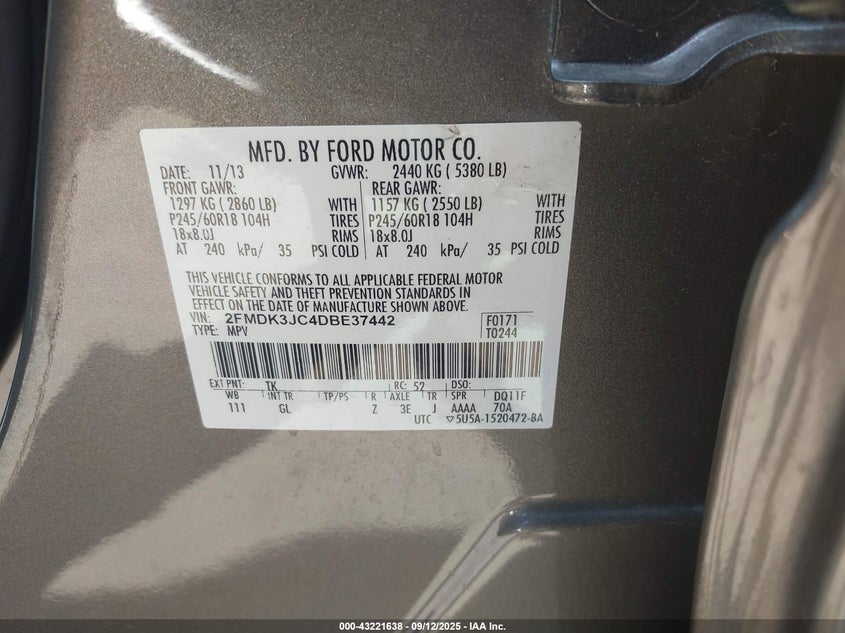 MFD. BY FORD MOTOR CO.
DATE: 11/13 GVWR: 2440 KG ( 5380 LB)
FRONT GAWR: REAR GAWR:
1297 KG ( 2860 LB) WITH 1157 KG ( 2550 LB) WITH
P245/60R18 104H TIRES P245/60R18 104H TIRES
18x8.0J RIMS 18x8.0J RIMS
AT 240 kPa/ 35 PSI COLD AT 240 kPa/ 35 PSI COLD
THIS VEHICLE CONFORMS TO ALL APPLICABLE FEDERAL MOTOR
VEHICLE SAFETY AND THEFT PREVENTION STANDARDS IN
EFFECT ON THE DATE OF MANUFACTURE SHOWN ABOVE.
VIN: 2FMDK3JC4DBE37442 F0171
TYPE: MPV T0244
EXT PNT: TK RC: 52 DSO:
WB INT TR TP/PS R AXLE TR SPR DQ11F
111 GL Z 3E J AAAA 70A
UTC ▽5U5A-1520472-BA
000-43221638 - 09/12/2025 - IAA Inc.